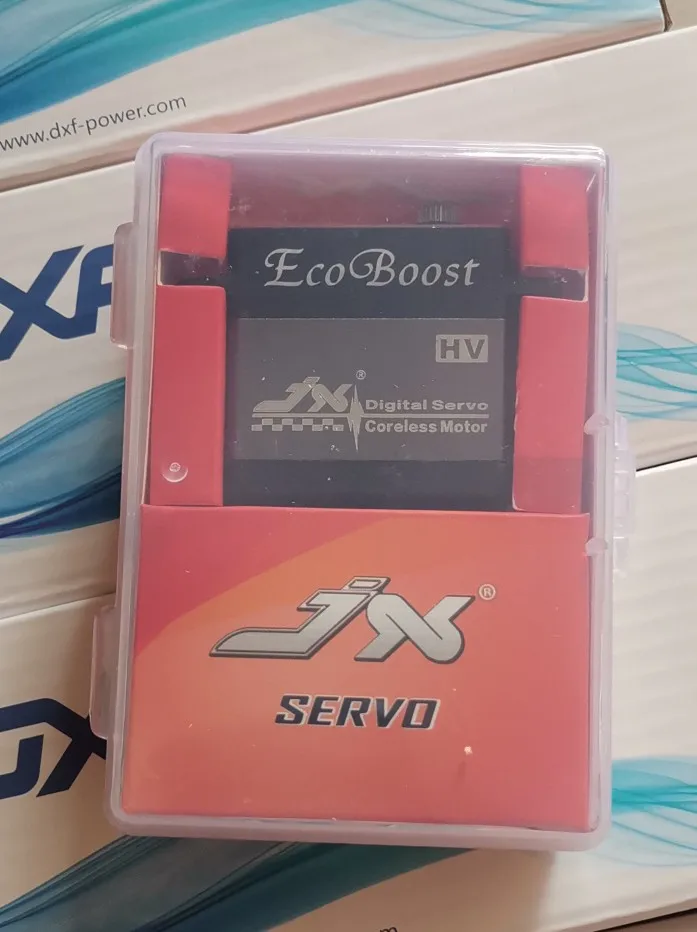 www.dxf-power.com
EcoBoost
HV
JX ®
Digital Servo
Coreless Motor
JX ®
SERVO